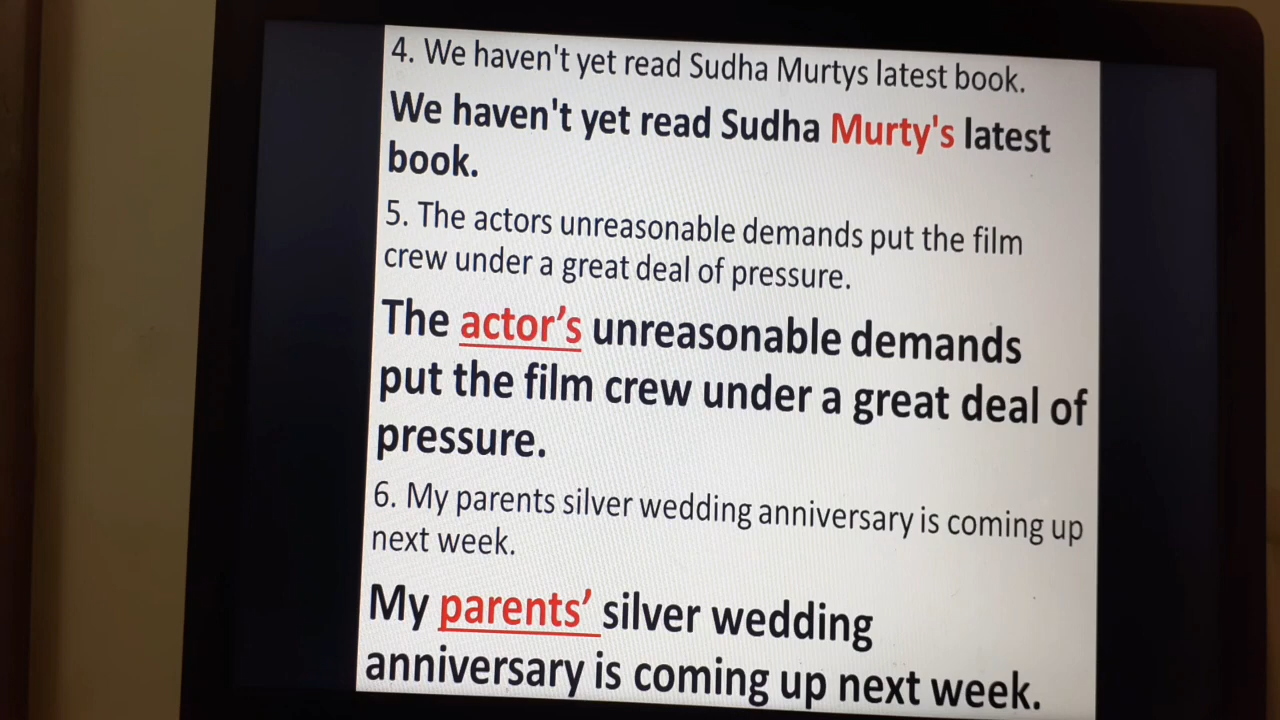 4. We haven't yet read Sudha Murtys latest book.
We haven't yet read Sudha Murty's latest
book.
5. The actors unreasonable demands put the film
crew under a great deal of pressure.
The actor’s unreasonable demands
put the film crew under a great deal of
pressure.
6. My parents silver wedding anniversary is coming up
next week.
My parents’ silver wedding
anniversary is coming up next week.